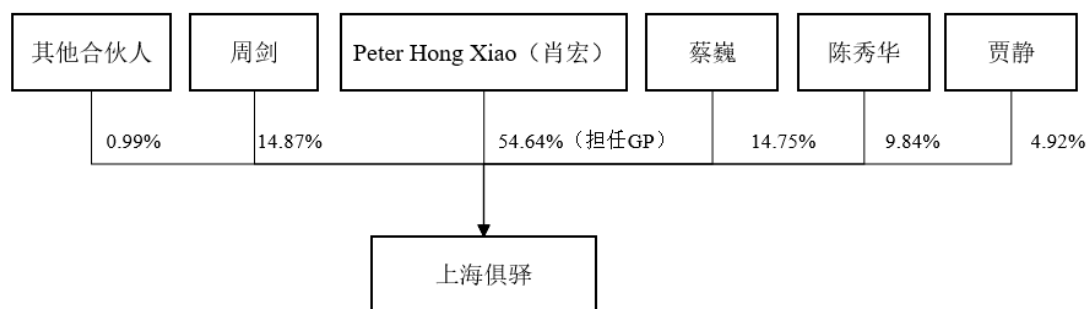 其他合伙人 周剑 Peter Hong Xiao（肖宏） 蔡巍 陈秀华 贾静
0.99% 14.87% 54.64%（担任GP） 14.75% 9.84% 4.92%
上海俱驿